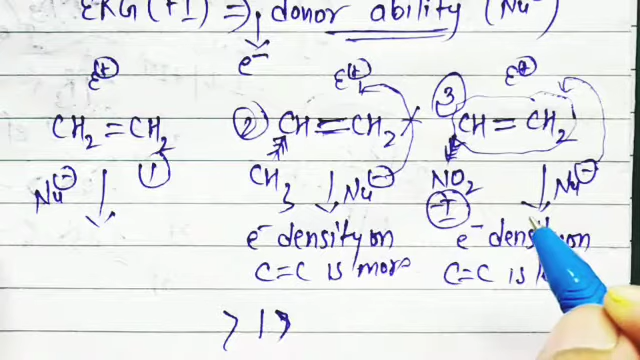 ERG (+I) ⇒ donor ability (Nu⁻)
e⁻
E⊕ E⊕ E⊕
CH₂=CH₂ ② CH=CH₂ ③ CH=CH₂
① CH₃ NO₂
Nu⊖ Nu⊖ -I Nu⊖
e⁻ density on e⁻ density on
C=C is more C=C is
> 1 >